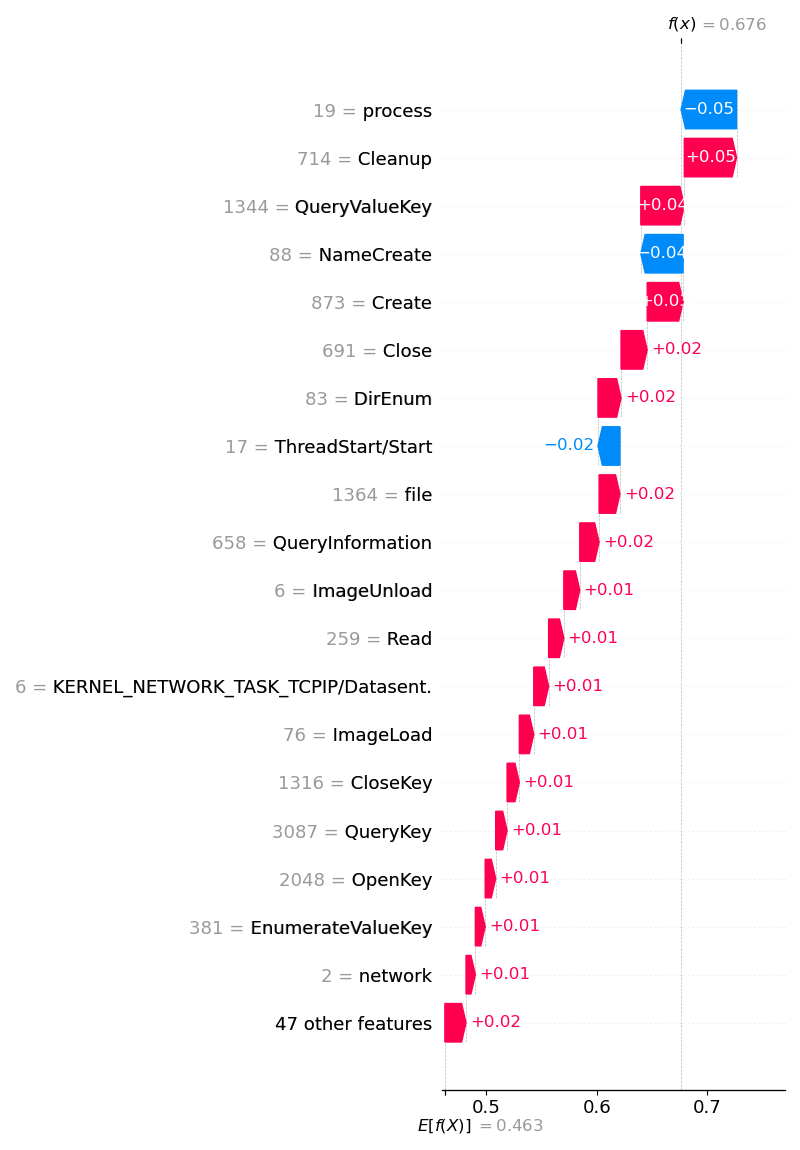 f(x) = 0.676
19 = process −0.05
714 = Cleanup +0.05
1344 = QueryValueKey +0.04
88 = NameCreate −0.04
873 = Create +0.03
691 = Close +0.02
83 = DirEnum +0.02
17 = ThreadStart/Start −0.02
1364 = file +0.02
658 = QueryInformation +0.02
6 = ImageUnload +0.01
259 = Read +0.01
6 = KERNEL_NETWORK_TASK_TCPIP/Datasent. +0.01
76 = ImageLoad +0.01
1316 = CloseKey +0.01
3087 = QueryKey +0.01
2048 = OpenKey +0.01
381 = EnumerateValueKey +0.01
2 = network +0.01
47 other features +0.02
0.5 0.6 0.7
E[f(X)] = 0.463